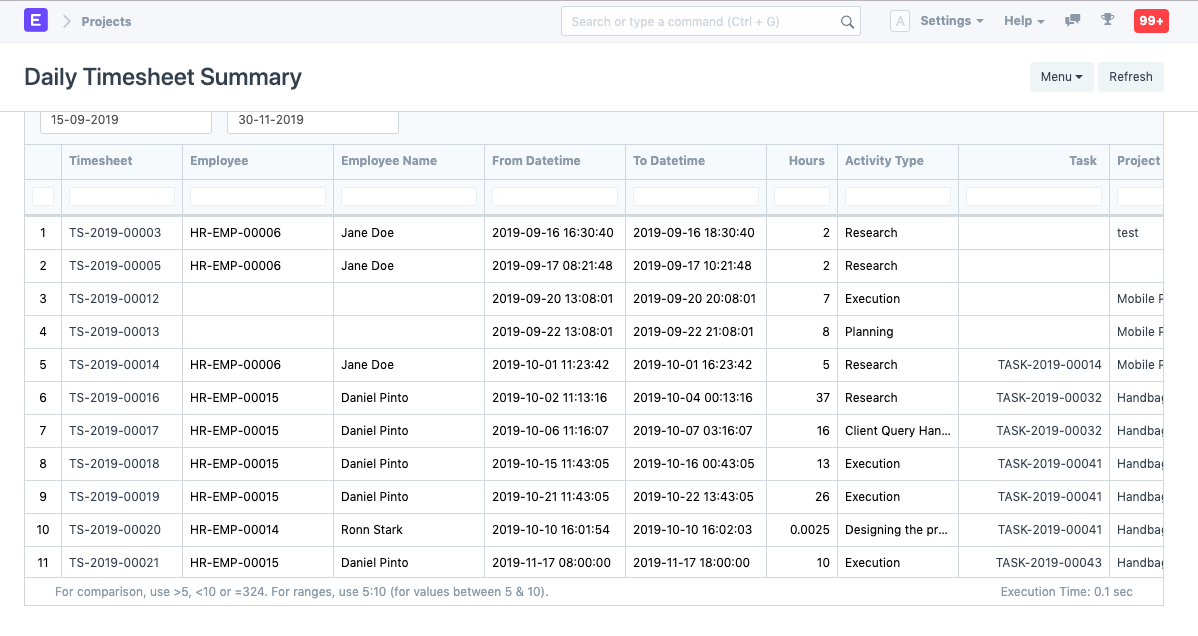 E Projects Search or type a command (Ctrl + G) A Settings Help 99+
Daily Timesheet Summary Menu Refresh
15-09-2019 30-11-2019
Timesheet Employee Employee Name From Datetime To Datetime Hours Activity Type Task Project
1 TS-2019-00003 HR-EMP-00006 Jane Doe 2019-09-16 16:30:40 2019-09-16 18:30:40 2 Research test
2 TS-2019-00005 HR-EMP-00006 Jane Doe 2019-09-17 08:21:48 2019-09-17 10:21:48 2 Research
3 TS-2019-00012 2019-09-20 13:08:01 2019-09-20 20:08:01 7 Execution Mobile
4 TS-2019-00013 2019-09-22 13:08:01 2019-09-22 21:08:01 8 Planning Mobile
5 TS-2019-00014 HR-EMP-00006 Jane Doe 2019-10-01 11:23:42 2019-10-01 16:23:42 5 Research TASK-2019-00014 Mobile
6 TS-2019-00016 HR-EMP-00015 Daniel Pinto 2019-10-02 11:13:16 2019-10-04 00:13:16 37 Research TASK-2019-00032 Handbag
7 TS-2019-00017 HR-EMP-00015 Daniel Pinto 2019-10-06 11:16:07 2019-10-07 03:16:07 16 Client Query Han... TASK-2019-00032 Handbag
8 TS-2019-00018 HR-EMP-00015 Daniel Pinto 2019-10-15 11:43:05 2019-10-16 00:43:05 13 Execution TASK-2019-00041 Handbag
9 TS-2019-00019 HR-EMP-00015 Daniel Pinto 2019-10-21 11:43:05 2019-10-22 13:43:05 26 Execution TASK-2019-00041 Handbag
10 TS-2019-00020 HR-EMP-00014 Ronn Stark 2019-10-10 16:01:54 2019-10-10 16:02:03 0.0025 Designing the pr... TASK-2019-00041 Handbag
11 TS-2019-00021 HR-EMP-00015 Daniel Pinto 2019-11-17 08:00:00 2019-11-17 18:00:00 10 Execution TASK-2019-00043 Handbag
For comparison, use >5, <10 or =324. For ranges, use 5:10 (for values between 5 & 10). Execution Time: 0.1 sec